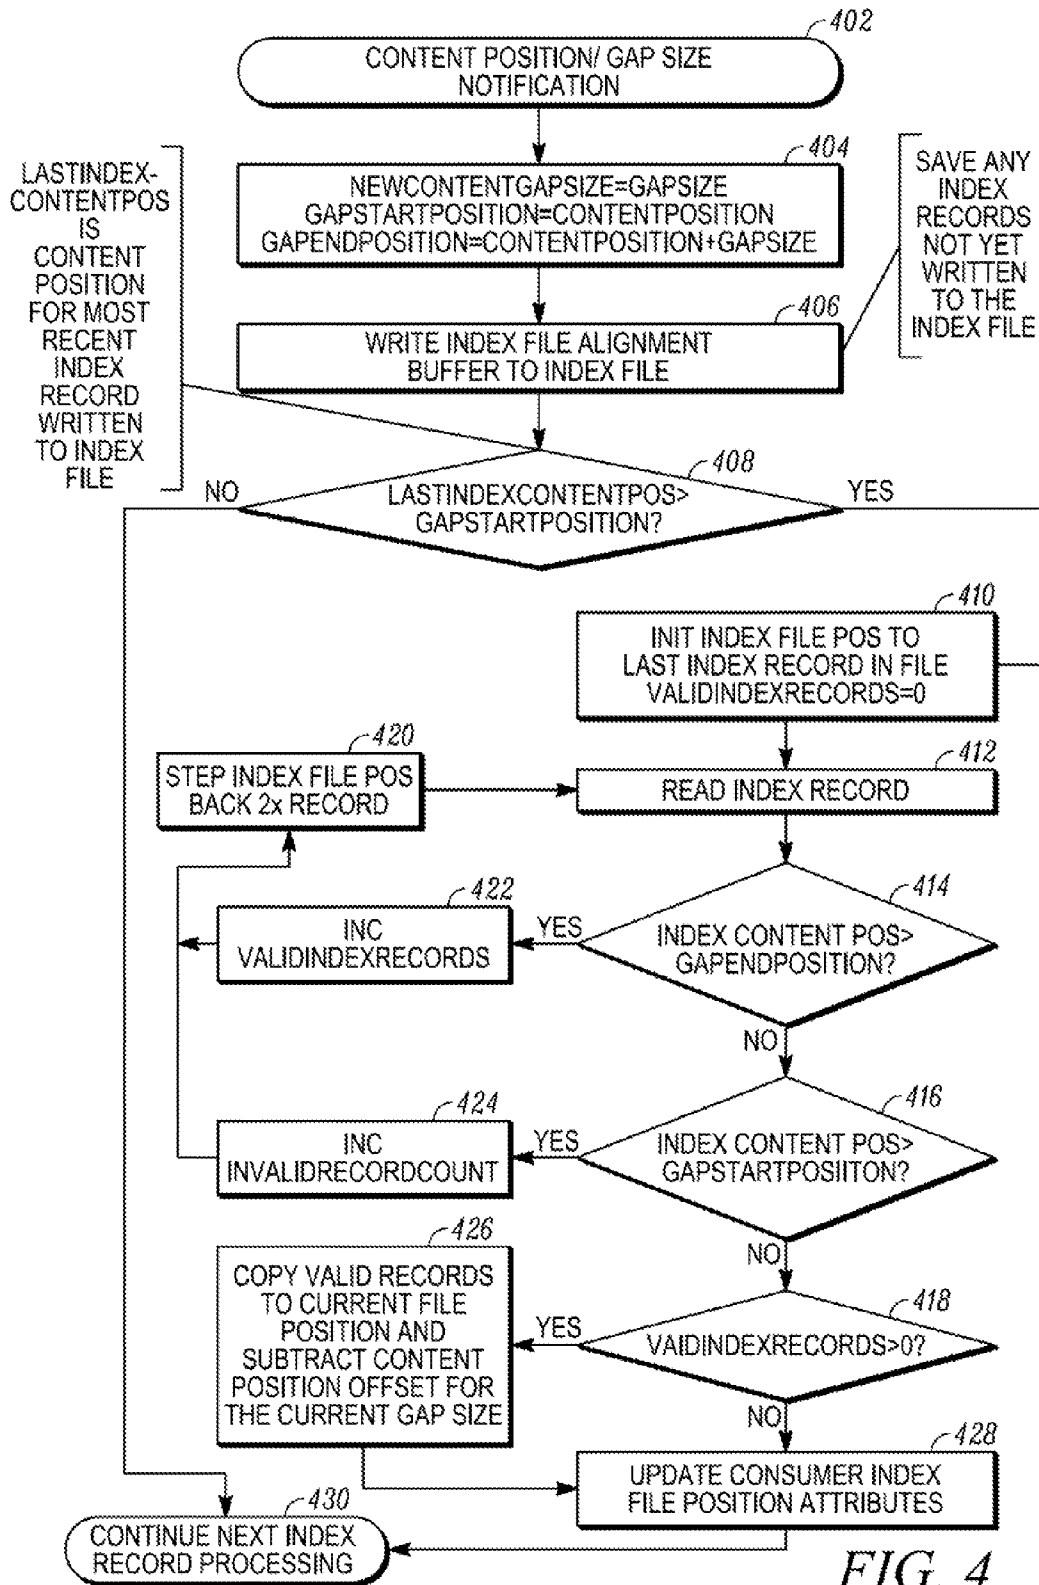 402
CONTENT POSITION/ GAP SIZE
NOTIFICATION
404
NEWCONTENTGAPSIZE=GAPSIZE
GAPSTARTPOSITION=CONTENTPOSITION
GAPENDPOSITION=CONTENTPOSITION+GAPSIZE
LASTINDEX-
CONTENTPOS
IS
CONTENT
POSITION
FOR MOST
RECENT
INDEX
RECORD
WRITTEN
TO INDEX
FILE
SAVE ANY
INDEX
RECORDS
NOT YET
WRITTEN
TO THE
INDEX FILE
406
WRITE INDEX FILE ALIGNMENT
BUFFER TO INDEX FILE
408
NO
LASTINDEXCONTENTPOS>
GAPSTARTPOSITION?
YES
410
INIT INDEX FILE POS TO
LAST INDEX RECORD IN FILE
VALIDINDEXRECORDS=0
420
STEP INDEX FILE POS
BACK 2x RECORD
412
READ INDEX RECORD
414
INDEX CONTENT POS>
GAPENDPOSITION?
YES
422
INC
VALIDINDEXRECORDS
NO
416
INDEX CONTENT POS>
GAPSTARTPOSIITON?
YES
424
INC
INVALIDRECORDCOUNT
NO
418
VAIDINDEXRECORDS>0?
YES
426
COPY VALID RECORDS
TO CURRENT FILE
POSITION AND
SUBTRACT CONTENT
POSITION OFFSET FOR
THE CURRENT GAP SIZE
NO
428
UPDATE CONSUMER INDEX
FILE POSITION ATTRIBUTES
430
CONTINUE NEXT INDEX
RECORD PROCESSING
FIG. 4